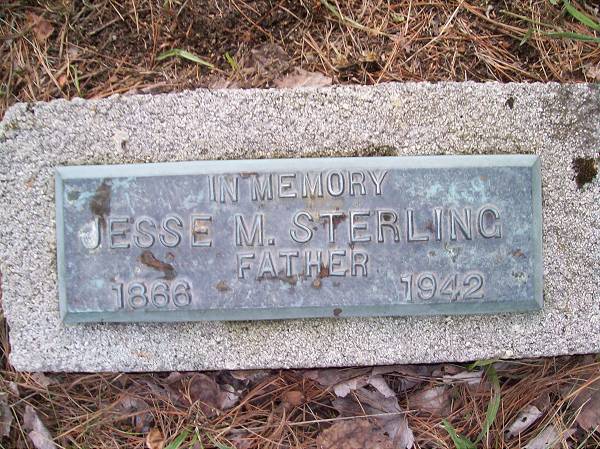 IN MEMORY
JESSE M. STERLING
FATHER
1866 1942